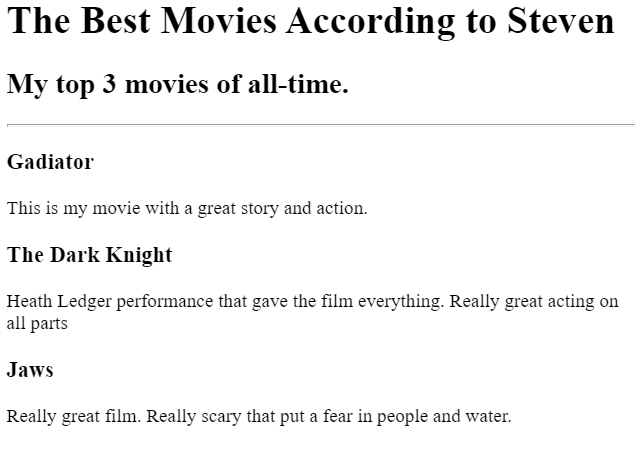 The Best Movies According to Steven
My top 3 movies of all-time.
Gadiator
This is my movie with a great story and action.
The Dark Knight
Heath Ledger performance that gave the film everything. Really great acting on
all parts
Jaws
Really great film. Really scary that put a fear in people and water.